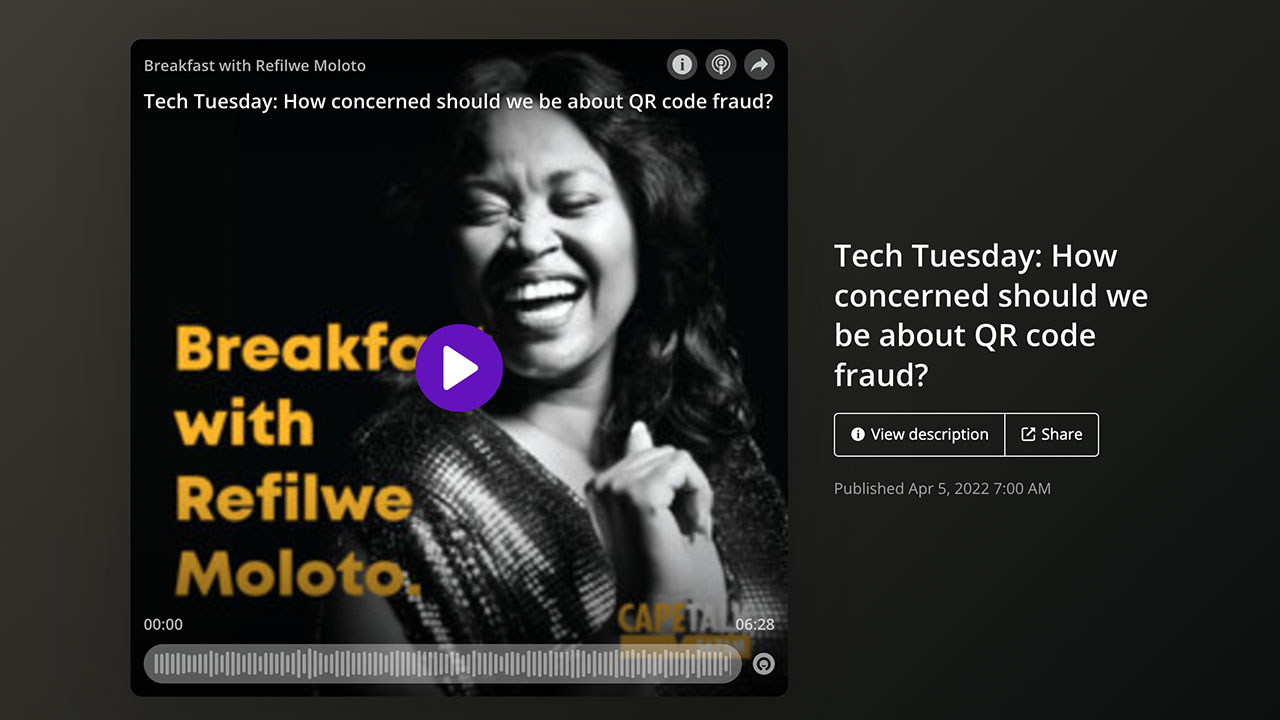 Breakfast with Refilwe Moloto
Tech Tuesday: How concerned should we be about QR code fraud?
with
Refilwe
Moloto.
CAPETALK
00:00
06:28
Tech Tuesday: How
concerned should we
be about QR code
fraud?
View description
Share
Published Apr 5, 2022 7:00 AM